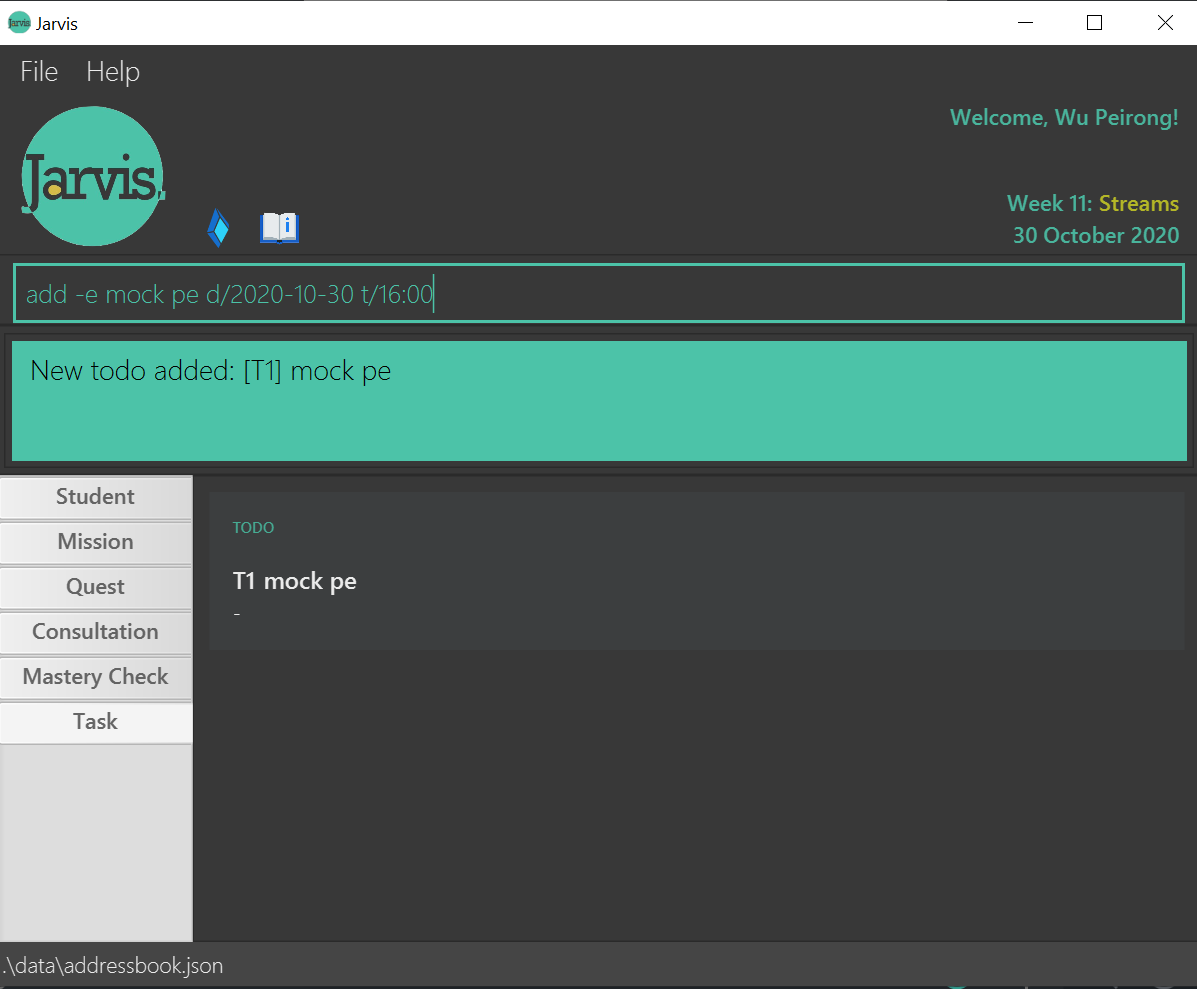 Jarvis
Jarvis
File Help
Jarvis.
Welcome, Wu Peirong!
Week 11: Streams
30 October 2020
add -e mock pe d/2020-10-30 t/16:00
New todo added: [T1] mock pe
Student
Mission
Quest
Consultation
Mastery Check
Task
TODO
T1 mock pe
-
.\data\addressbook.json